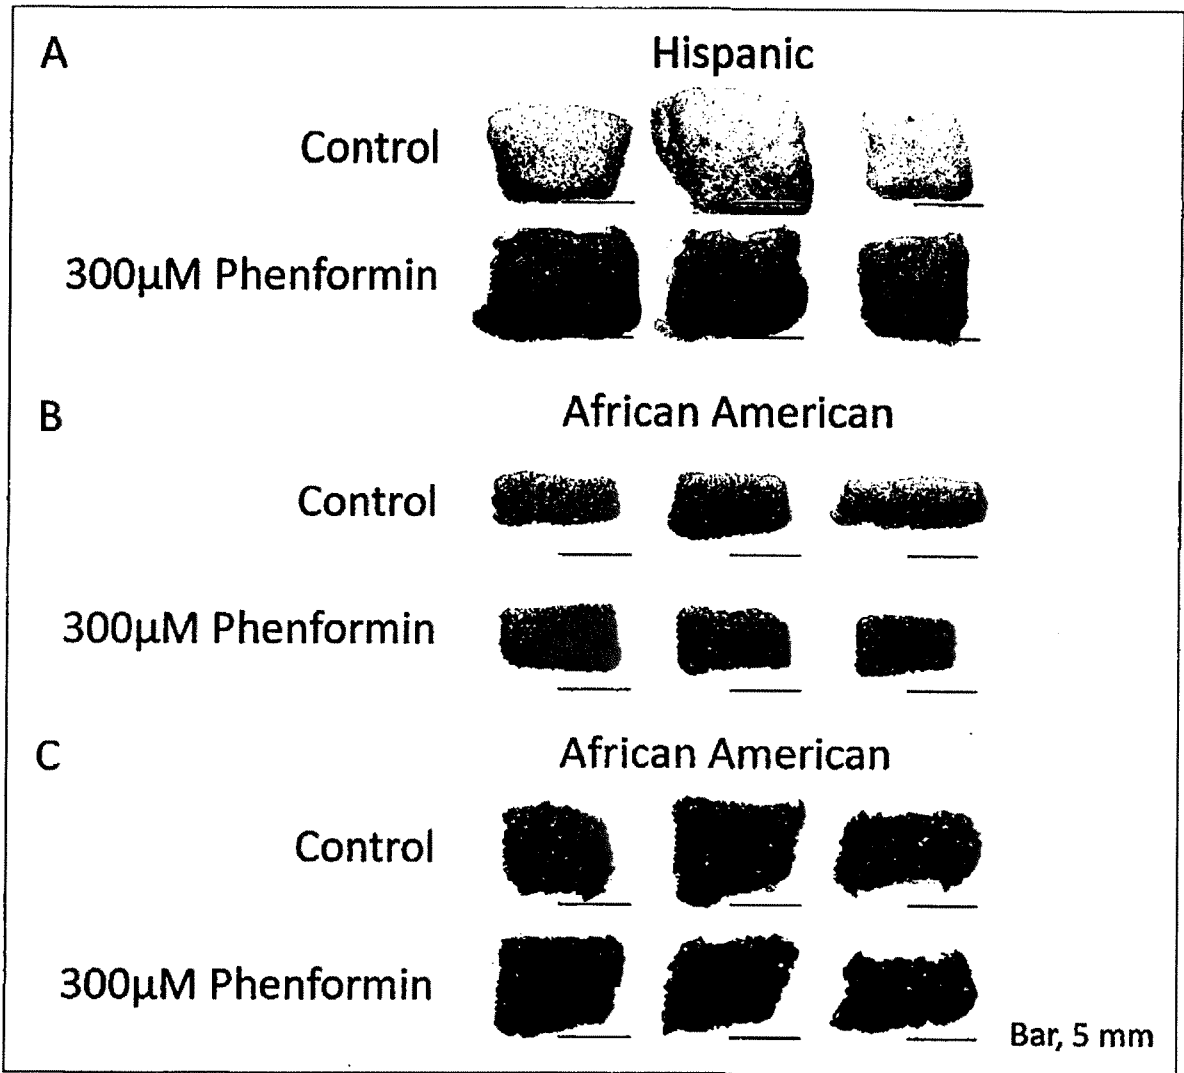 A
Hispanic
Control
300µM Phenformin
B
African American
Control
300µM Phenformin
C
African American
Control
300µM Phenformin
Bar, 5 mm